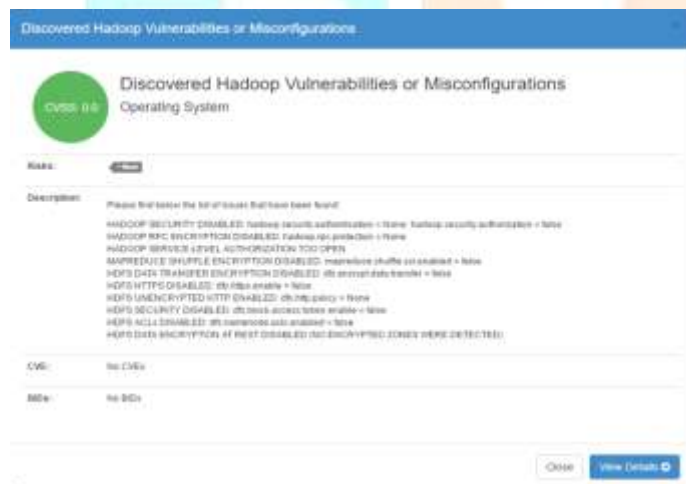 Discovered Hadoop Vulnerabilities or Misconfigurations
CVSS: 0.0
Discovered Hadoop Vulnerabilities or Misconfigurations
Operating System
Risks:
Description:
Please find below the list of issues that have been found:
HADOOP SECURITY DISABLED: hadoop.security.authentication = None hadoop.security.authorization = false
HADOOP RPC ENCRYPTION DISABLED: hadoop.rpc.protection = None
HADOOP SERVICE LEVEL AUTHORIZATION TOO OPEN
MAPREDUCE SHUFFLE ENCRYPTION DISABLED: mapreduce.shuffle.ssl.enabled = false
HDFS DATA TRANSFER ENCRYPTION DISABLED: dfs.encrypt.data.transfer = false
HDFS HTTPS DISABLED: dfs.https.enable = false
HDFS UNENCRYPTED HTTP ENABLED: dfs.http.policy = None
HDFS SECURITY DISABLED: dfs.block.access.token.enable = false
HDFS ACLs DISABLED: dfs.namenode.acls.enabled = false
HDFS DATA ENCRYPTION AT REST DISABLED (NO ENCRYPTED ZONES WERE DETECTED)
CVE:
No CVEs
BIDs:
No BIDs
Close
View Details